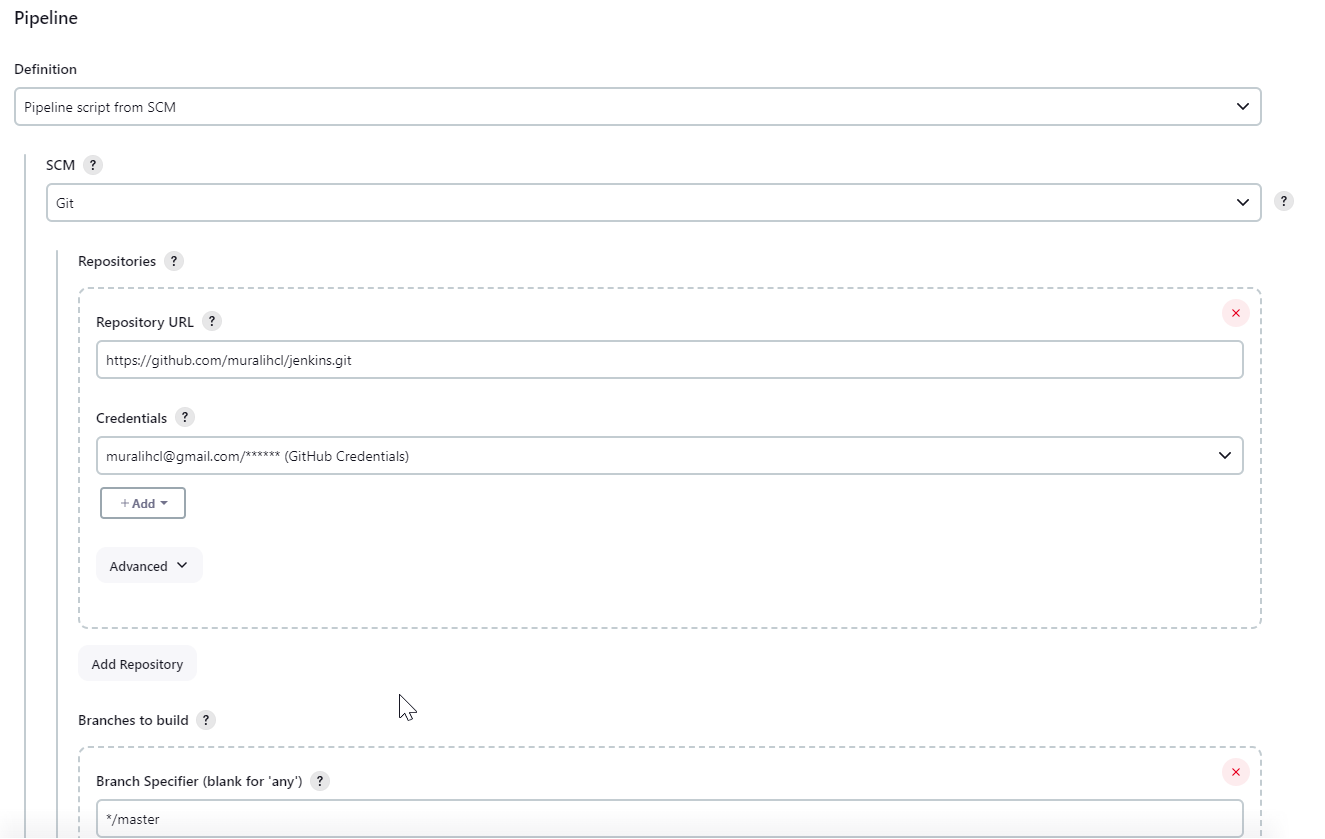 Pipeline
Definition
Pipeline script from SCM
SCM ?
Git
?
Repositories ?
Repository URL ?
https://github.com/muralihcl/jenkins.git
Credentials ?
muralihcl@gmail.com/****** (GitHub Credentials)
+ Add
Advanced
Add Repository
Branches to build ?
Branch Specifier (blank for 'any') ?
*/master